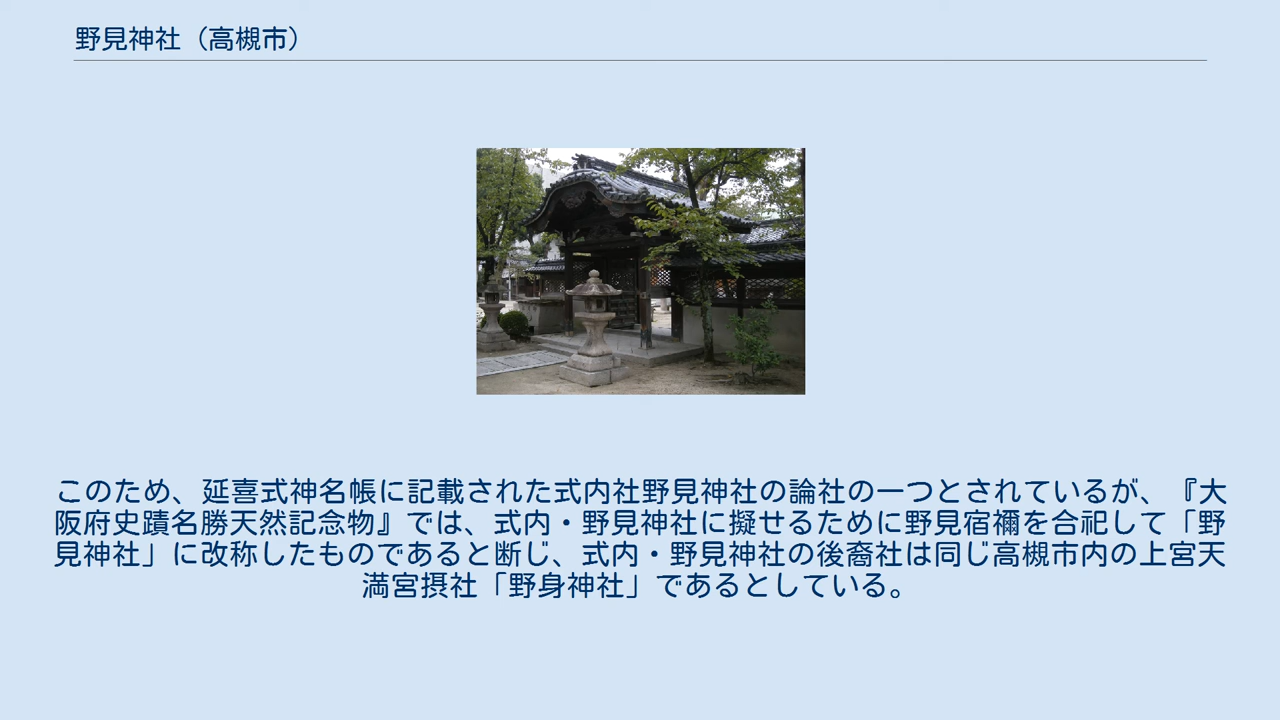 野見神社（高槻市）
このため、延喜式神名帳に記載された式内社野見神社の論社の一つとされているが、『大
阪府史蹟名勝天然記念物』では、式内・野見神社に擬せるために野見宿禰を合祀して「野
見神社」に改称したものであると断じ、式内・野見神社の後裔社は同じ高槻市内の上宮天
満宮摂社「野身神社」であるとしている。